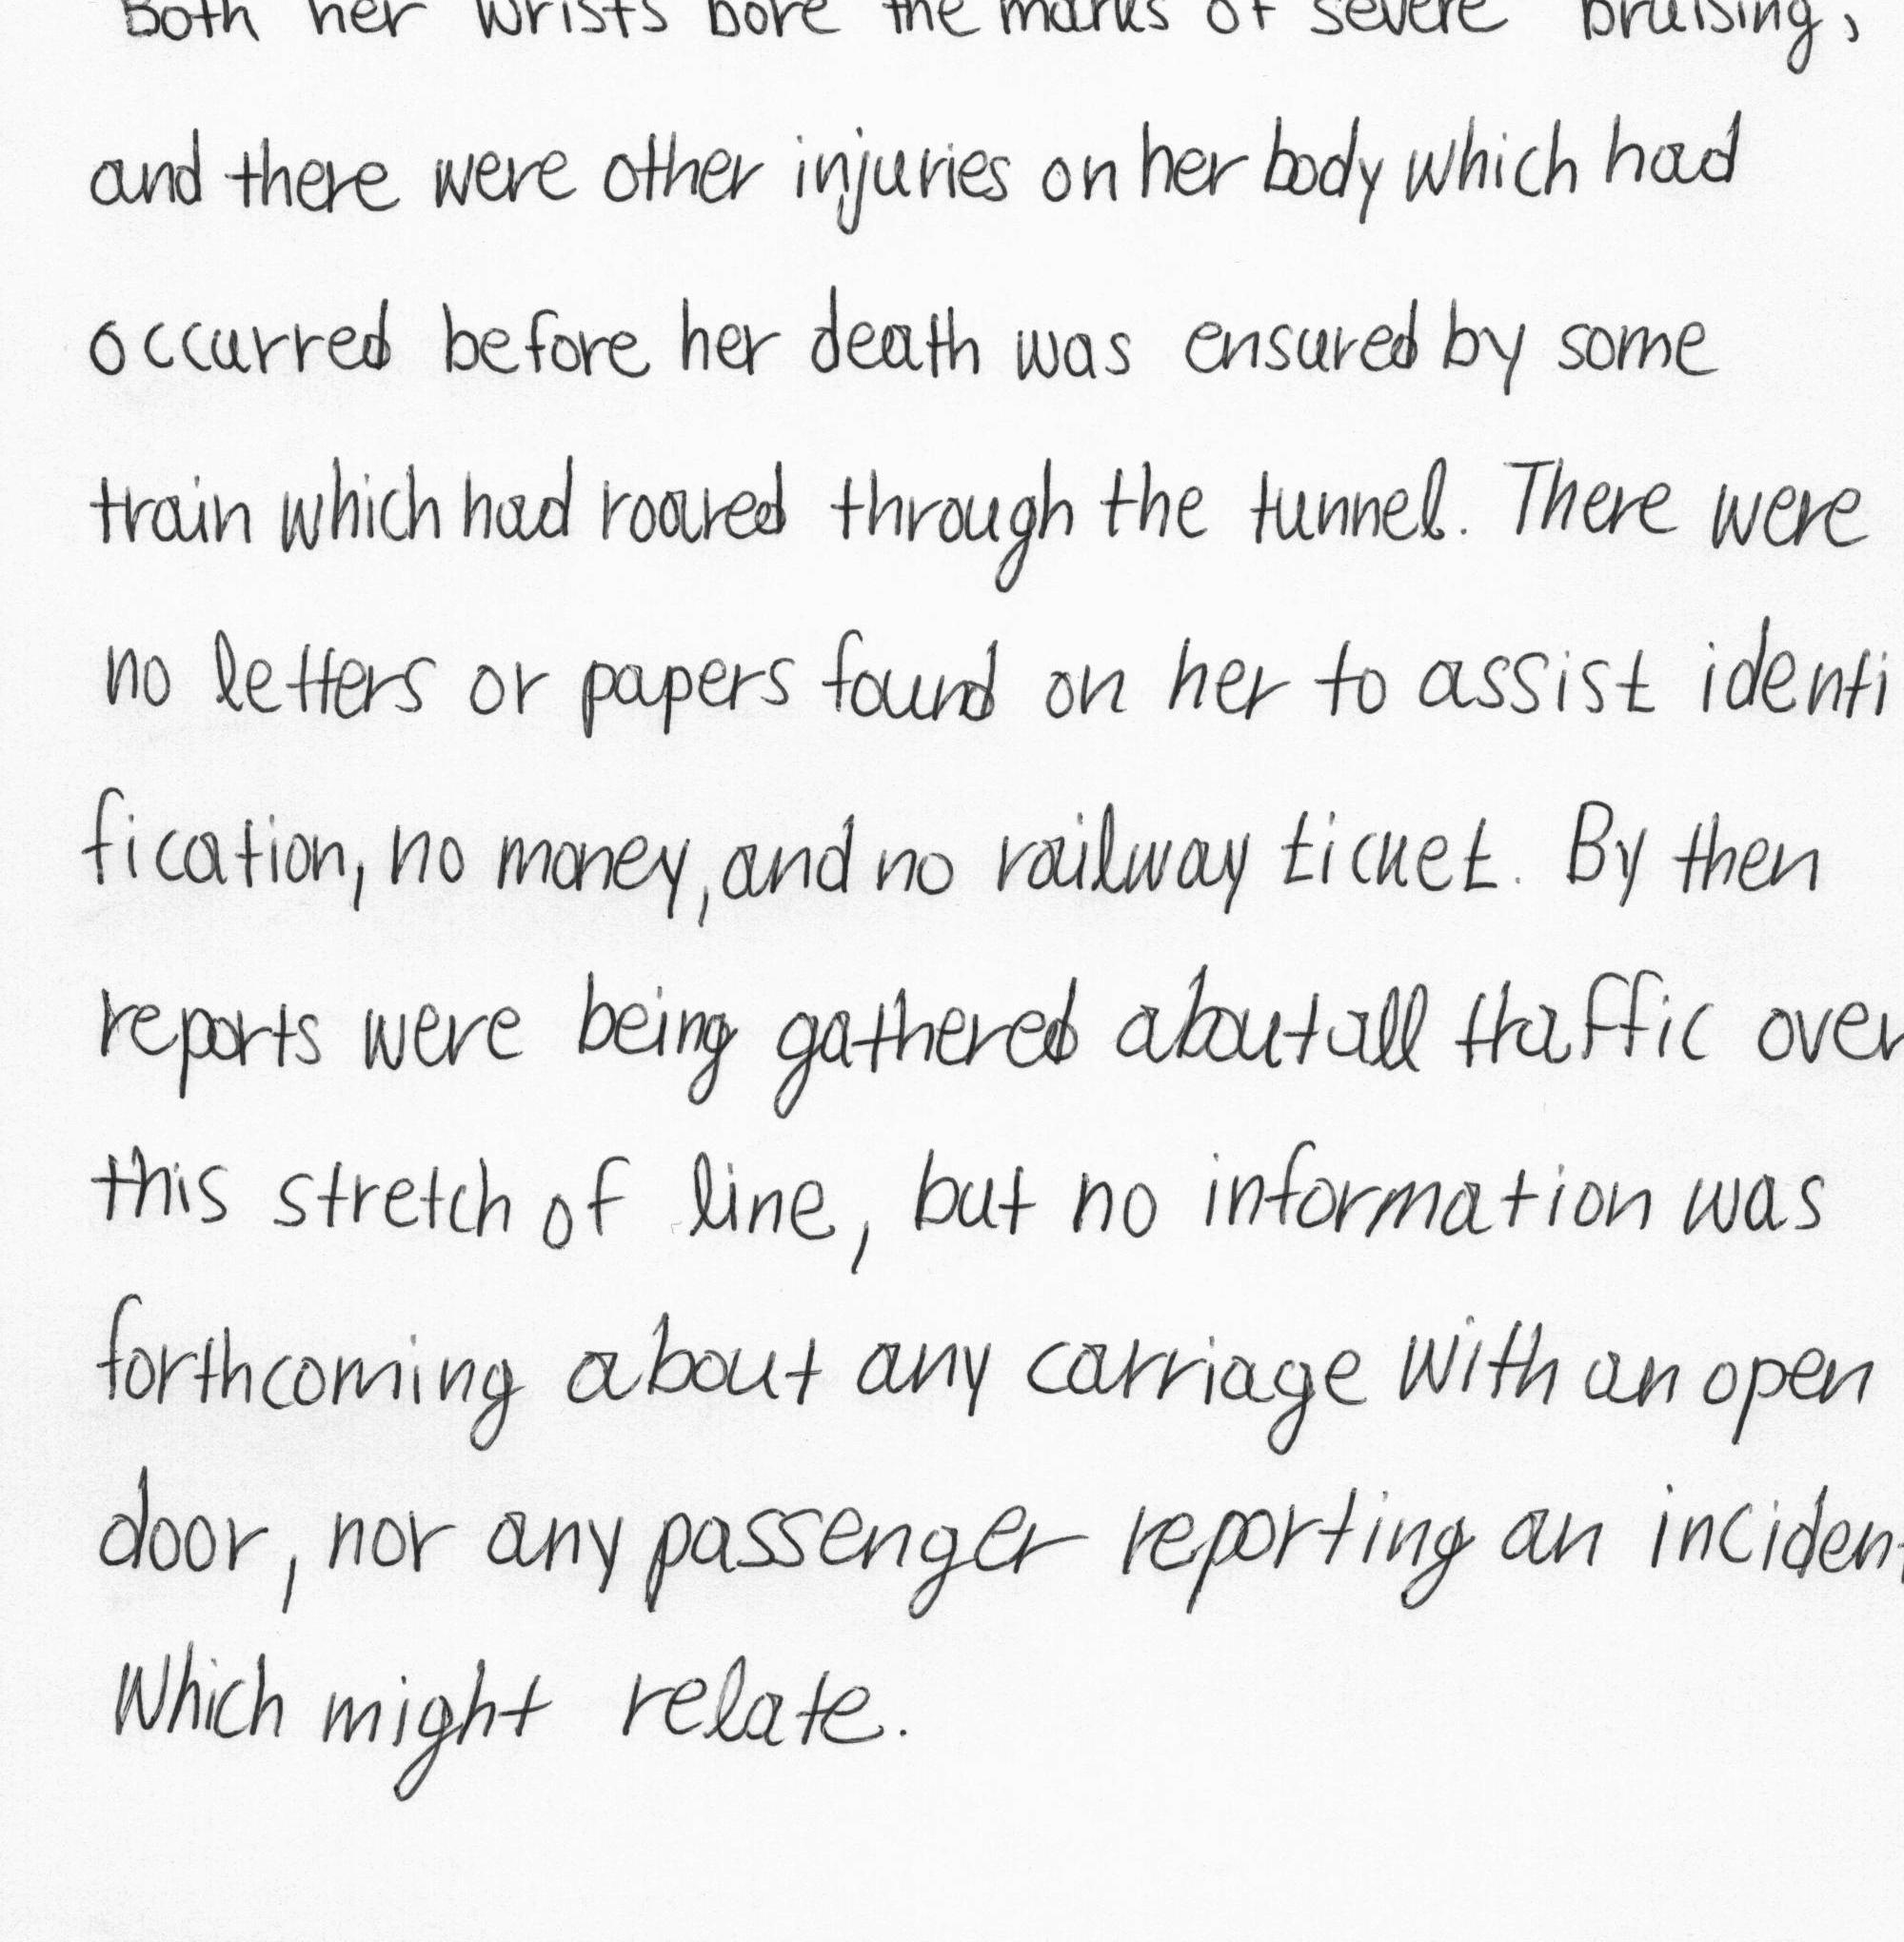 Both her wrists bore the marks of severe bruising,
and there were other injuries on her body which had
occurred before her death was ensured by some
train which had roared through the tunnel. There were
no letters or papers found on her to assist identi
fication, no money, and no railway ticket. By then
reports were being gathered about all traffic over
this stretch of line, but no information was
forthcoming about any carriage with an open
door, nor any passenger reporting an incident
Which might relate.